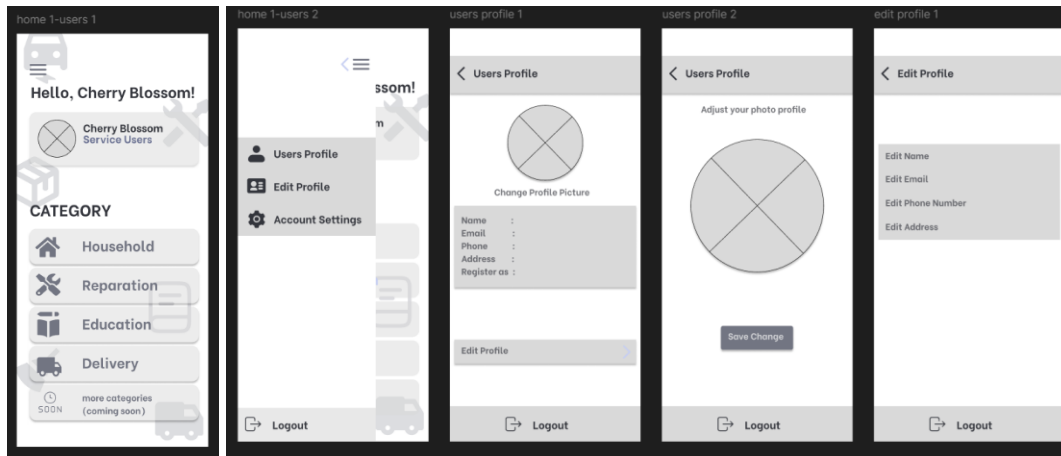 home 1-users 1
Hello, Cherry Blossom!
Cherry Blossom
Service Users
CATEGORY
Household
Reparation
Education
Delivery
SOON
more categories
(coming soon)
home 1-users 2
ssom!
m
Users Profile
Edit Profile
Account Settings
Logout
users profile 1
Users Profile
Change Profile Picture
Name :
Email :
Phone :
Address :
Register as :
Edit Profile
Logout
users profile 2
Users Profile
Adjust your photo profile
Save Change
Logout
edit profile 1
Edit Profile
Edit Name
Edit Email
Edit Phone Number
Edit Address
Logout